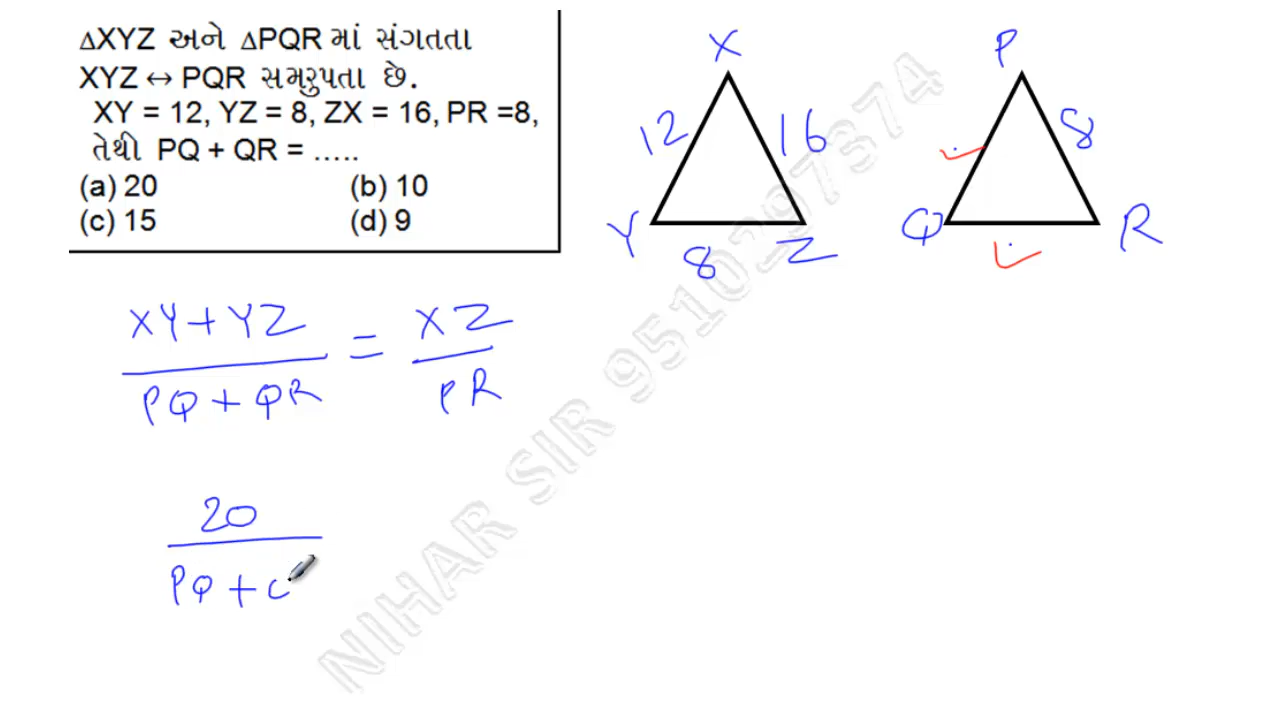 ΔXYZ અને ΔPQR માં સંગતતા
XYZ ↔ PQR સમરુપતા છે.
XY = 12, YZ = 8, ZX = 16, PR =8,
તેથી PQ + QR = .....
(a) 20 (b) 10
(c) 15 (d) 9
X
12 16
Y 8 Z
P
8
Q R
XY+YZ / PQ + QR = XZ / PR
20 / PQ +
NIHAR SIR 9510297374